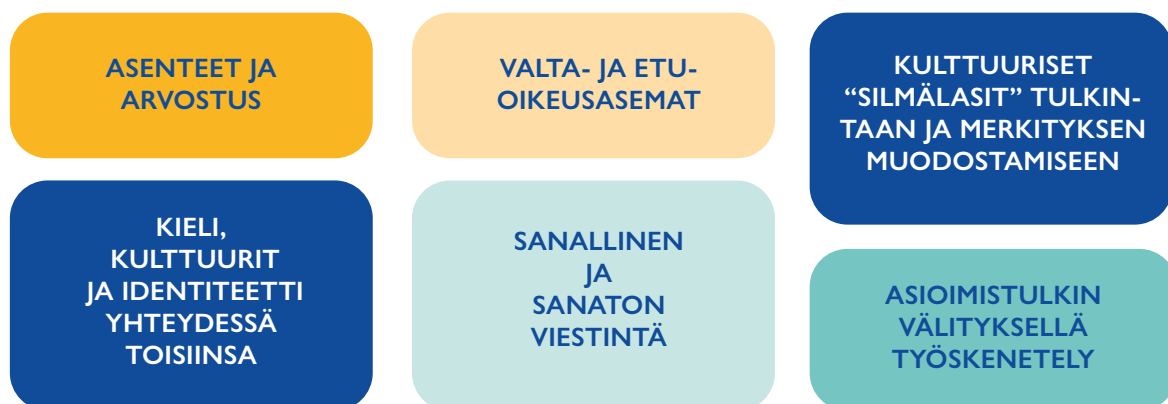 ASENTEET JA
ARVOSTUS
VALTA- JA ETU-
OIKEUSASEMAT
KULTTUURISET
“SILMÄLASIT” TULKIN-
TAAN JA MERKITYKSEN
MUODOSTAMISEEN
KIELI,
KULTTUURIT
JA IDENTITEETTI
YHTEYDESSÄ
TOISIINSA
SANALLINEN
JA
SANATON
VIESTINTÄ
ASIOIMISTULKIN
VÄLITYKSELLÄ
TYÖSKENETELY